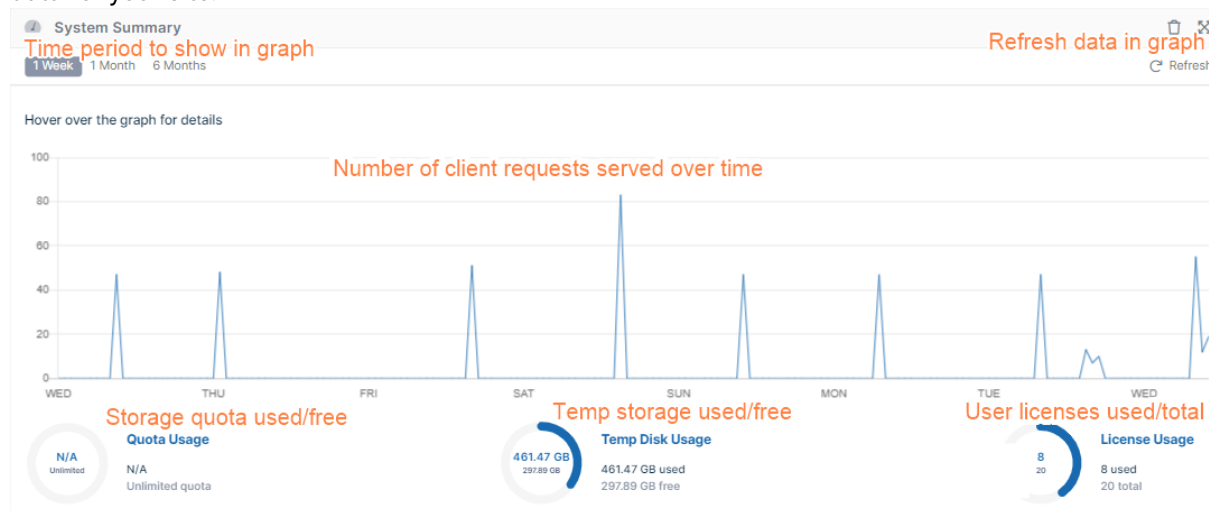 System Summary
Time period to show in graph
Refresh data in graph
1 Week 1 Month 6 Months
Refresh
Hover over the graph for details
Number of client requests served over time
100
80
60
40
20
0
WED THU FRI SAT SUN MON TUE WED
Storage quota used/free
Temp storage used/free
User licenses used/total
N/A
Unlimited
Quota Usage
N/A
Unlimited quota
461.47 GB
297.89 GB
Temp Disk Usage
461.47 GB used
297.89 GB free
8
20
License Usage
8 used
20 total